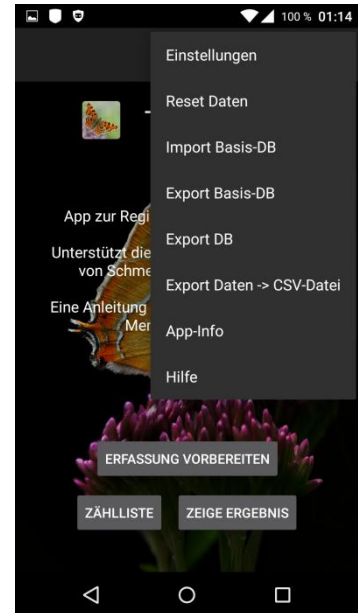 100 % 01:14
Einstellungen
Reset Daten
Import Basis-DB
Export Basis-DB
Export DB
Export Daten -> CSV-Datei
App-Info
Hilfe
App zur Regi
Unterstützt die
von Schme
Eine Anleitung
Mer
ERFASSUNG VORBEREITEN
ZÄHLLISTE ZEIGE ERGEBNIS